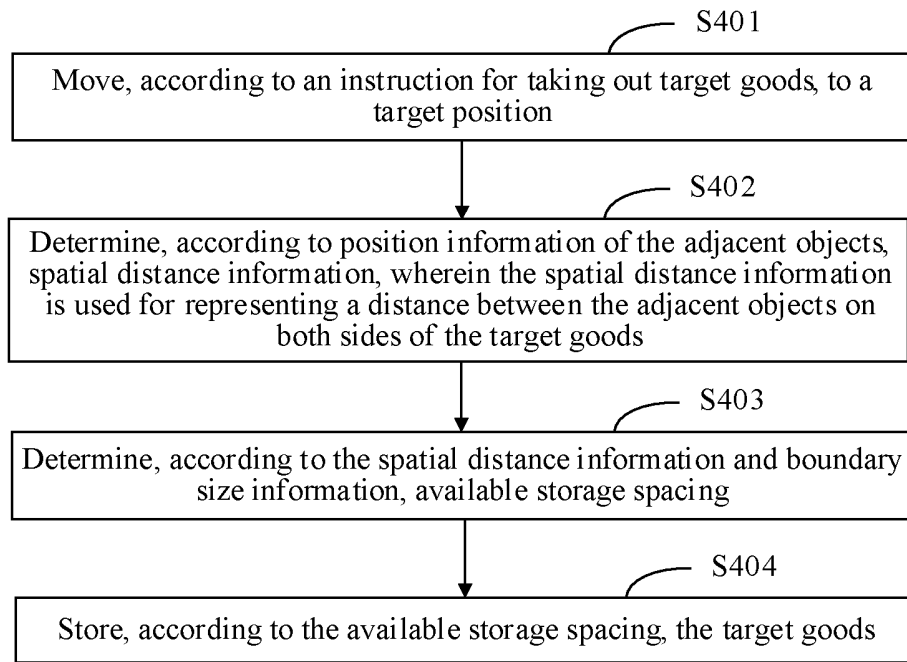 S401
Move, according to an instruction for taking out target goods, to a
target position
S402
Determine, according to position information of the adjacent objects,
spatial distance information, wherein the spatial distance information
is used for representing a distance between the adjacent objects on
both sides of the target goods
S403
Determine, according to the spatial distance information and boundary
size information, available storage spacing
S404
Store, according to the available storage spacing, the target goods